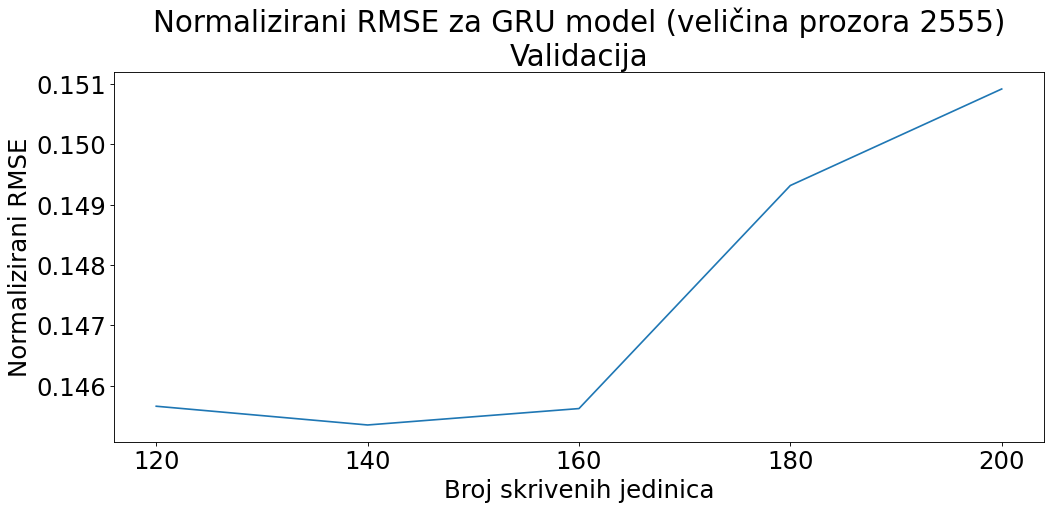 Normalizirani RMSE za GRU model (veličina prozora 2555)
Validacija
Normalizirani RMSE
0.151
0.150
0.149
0.148
0.147
0.146
120 140 160 180 200
Broj skrivenih jedinica